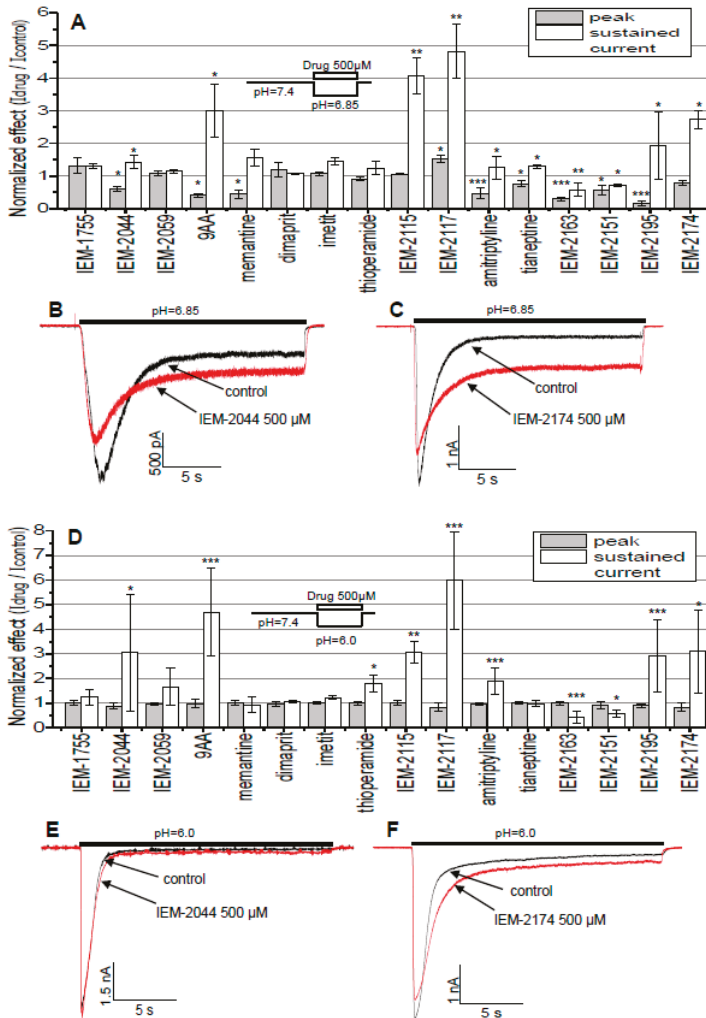 A
peak
sustained
current
Normalized effect (Idrug / Icontrol)
6
5
4
3
2
1
0
Drug 500µM
pH=7.4
pH=6.85
* * * * * ** * ** *** * * * *** ** * * *** * *
IEM-1755
IEM-2044
IEM-2059
9AA
memantine
dimaprit
imetit
thioperamide
IEM-2115
IEM-2117
amitriptyline
tianeptine
IEM-2163
IEM-2151
IEM-2195
IEM-2174
B
pH=6.85
control
IEM-2044 500 µM
500 pA
5 s
C
pH=6.85
control
IEM-2174 500 µM
1 nA
5 s
D
peak
sustained
current
Normalized effect (Idrug / Icontrol)
8
7
6
5
4
3
2
1
0
Drug 500µM
pH=7.4
pH=6.0
* *** * ** *** *** *** * *** *
IEM-1755
IEM-2044
IEM-2059
9AA
memantine
dimaprit
imetit
thioperamide
IEM-2115
IEM-2117
amitriptyline
tianeptine
IEM-2163
IEM-2151
IEM-2195
IEM-2174
E
pH=6.0
control
IEM-2044 500 µM
1.5 nA
5 s
F
pH=6.0
control
IEM-2174 500 µM
1 nA
5 s